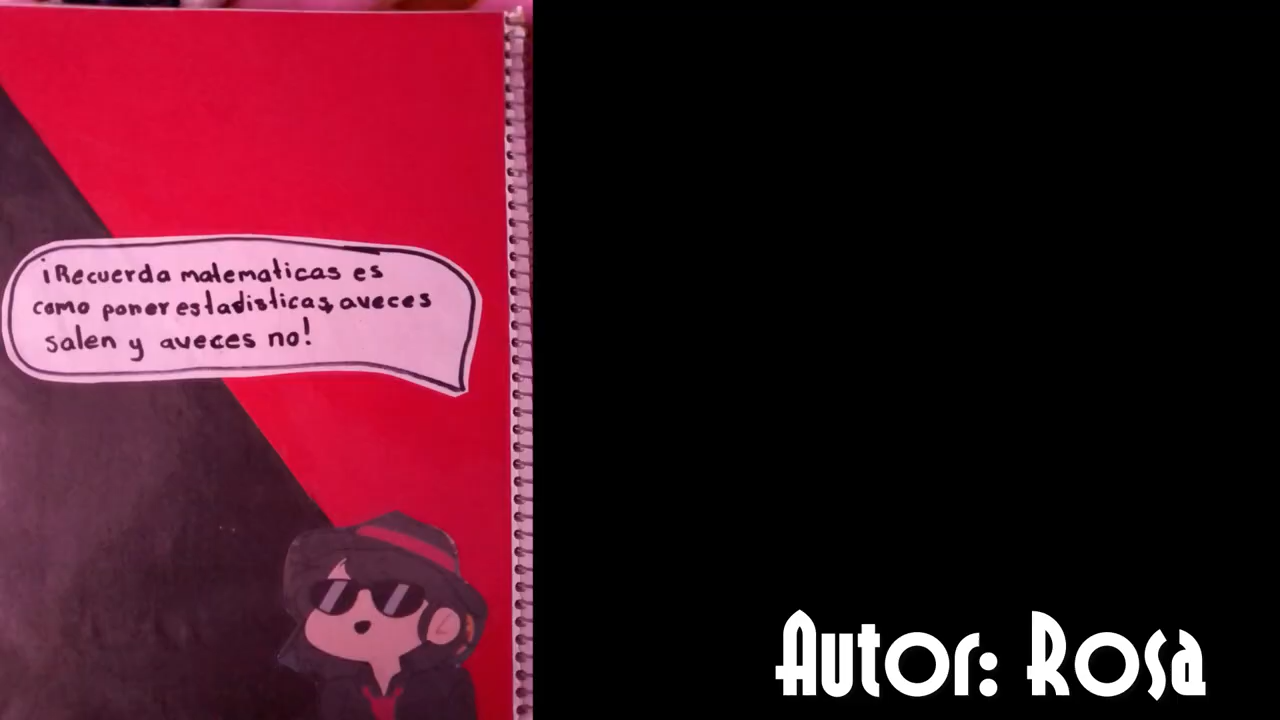 ¡Recuerda matematicas es
como poner estadisticas, aveces
salen y aveces no!
Autor: Rosa